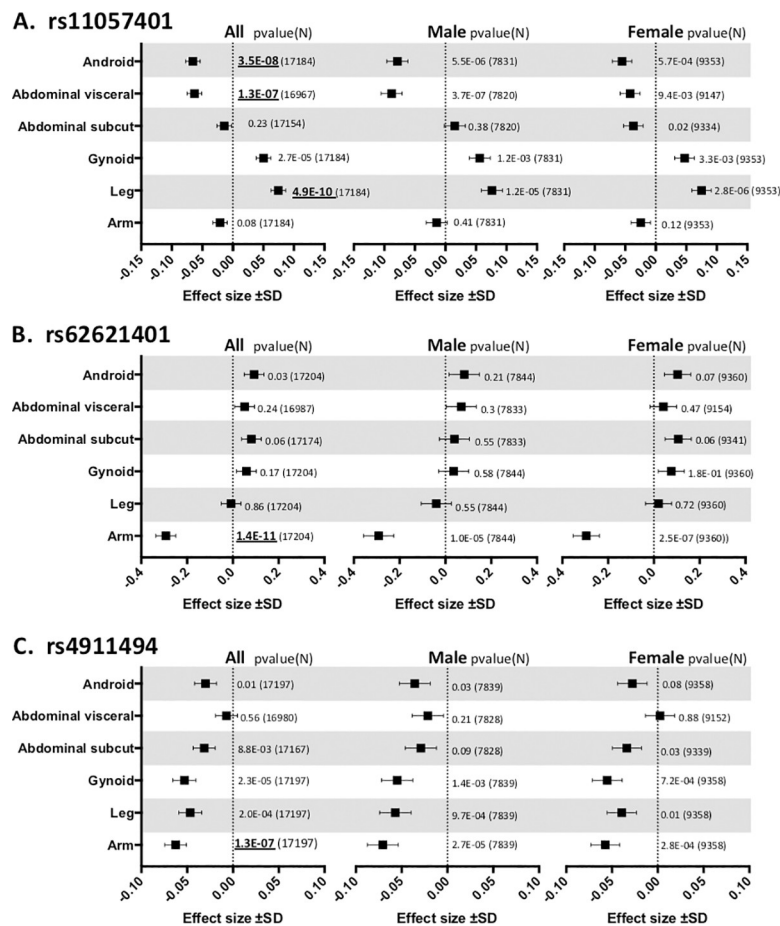 A. rs11057401
All pvalue(N) Male pvalue(N) Female pvalue(N)
Android 3.5E-08 (17184) 5.5E-06 (7831) 5.7E-04 (9353)
Abdominal visceral 1.3E-07 (16967) 3.7E-07 (7820) 9.4E-03 (9147)
Abdominal subcut 0.23 (17154) 0.38 (7820) 0.02 (9334)
Gynoid 2.7E-05 (17184) 1.2E-03 (7831) 3.3E-03 (9353)
Leg 4.9E-10 (17184) 1.2E-05 (7831) 2.8E-06 (9353)
Arm 0.08 (17184) 0.41 (7831) 0.12 (9353)
-0.15 -0.10 -0.05 0.00 0.05 0.10 0.15 -0.15 -0.10 -0.05 0.00 0.05 0.10 0.15 -0.15 -0.10 -0.05 0.00 0.05 0.10 0.15
Effect size ±SD Effect size ±SD Effect size ±SD
B. rs62621401
All pvalue(N) Male pvalue(N) Female pvalue(N)
Android 0.03 (17204) 0.21 (7844) 0.07 (9360)
Abdominal visceral 0.24 (16987) 0.3 (7833) 0.47 (9154)
Abdominal subcut 0.06 (17174) 0.55 (7833) 0.06 (9341)
Gynoid 0.17 (17204) 0.58 (7844) 1.8E-01 (9360)
Leg 0.86 (17204) 0.55 (7844) 0.72 (9360)
Arm 1.4E-11 (17204) 1.0E-05 (7844) 2.5E-07 (9360))
-0.4 -0.2 0.0 0.2 0.4 -0.4 -0.2 0.0 0.2 0.4 -0.4 -0.2 0.0 0.2 0.4
Effect size ±SD Effect size ±SD Effect size ±SD
C. rs4911494
All pvalue(N) Male pvalue(N) Female pvalue(N)
Android 0.01 (17197) 0.03 (7839) 0.08 (9358)
Abdominal visceral 0.56 (16980) 0.21 (7828) 0.88 (9152)
Abdominal subcut 8.8E-03 (17167) 0.09 (7828) 0.03 (9339)
Gynoid 2.3E-05 (17197) 1.4E-03 (7839) 7.2E-04 (9358)
Leg 2.0E-04 (17197) 9.7E-04 (7839) 0.01 (9358)
Arm 1.3E-07 (17197) 2.7E-05 (7839) 2.8E-04 (9358)
-0.10 -0.05 0.00 0.05 0.10 -0.10 -0.05 0.00 0.05 0.10 -0.10 -0.05 0.00 0.05 0.10
Effect size ±SD Effect size ±SD Effect size ±SD